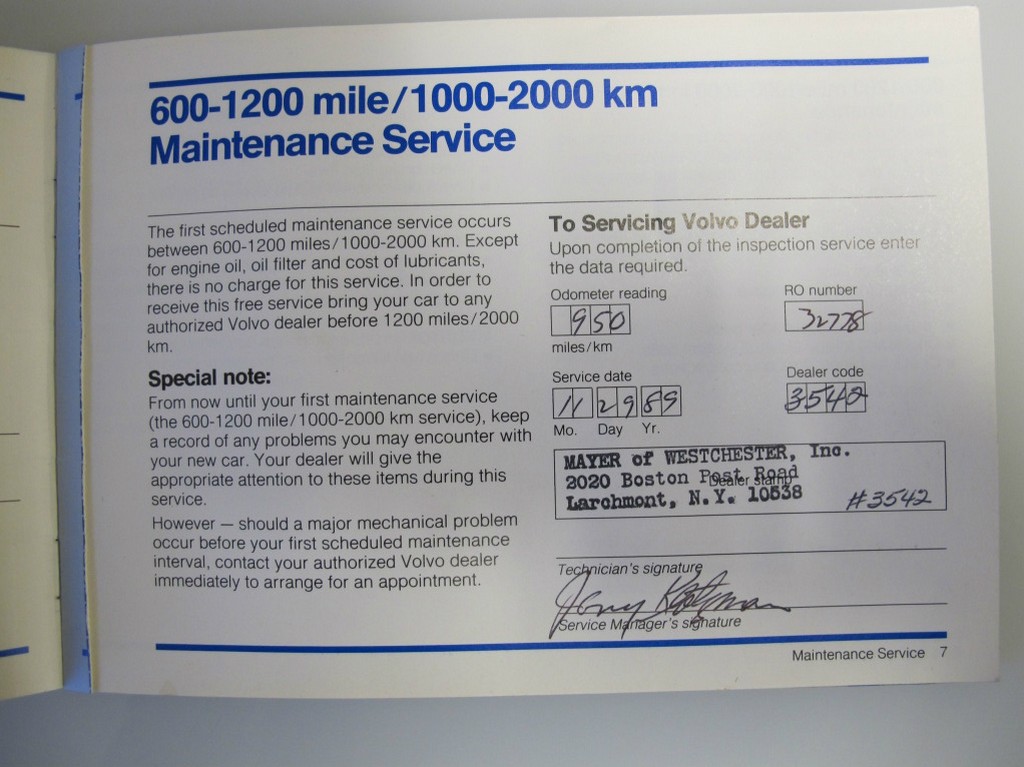 600-1200 mile/1000-2000 km
Maintenance Service
The first scheduled maintenance service occurs
between 600-1200 miles/1000-2000 km. Except
for engine oil, oil filter and cost of lubricants,
there is no charge for this service. In order to
receive this free service bring your car to any
authorized Volvo dealer before 1200 miles/2000
km.
Special note:
From now until your first maintenance service
(the 600-1200 mile/1000-2000 km service), keep
a record of any problems you may encounter with
your new car. Your dealer will give the
appropriate attention to these items during this
service.
However — should a major mechanical problem
occur before your first scheduled maintenance
interval, contact your authorized Volvo dealer
immediately to arrange for an appointment.
To Servicing Volvo Dealer
Upon completion of the inspection service enter
the data required.
Odometer reading
950
miles/km
RO number
32778
Service date
11 29 89
Mo. Day Yr.
Dealer code
3542
MAYER of WESTCHESTER, Inc.
2020 Boston Post Road
Dealer stamp
Larchmont, N.Y. 10538
#3542
Technician's signature
Service Manager's signature
Maintenance Service 7